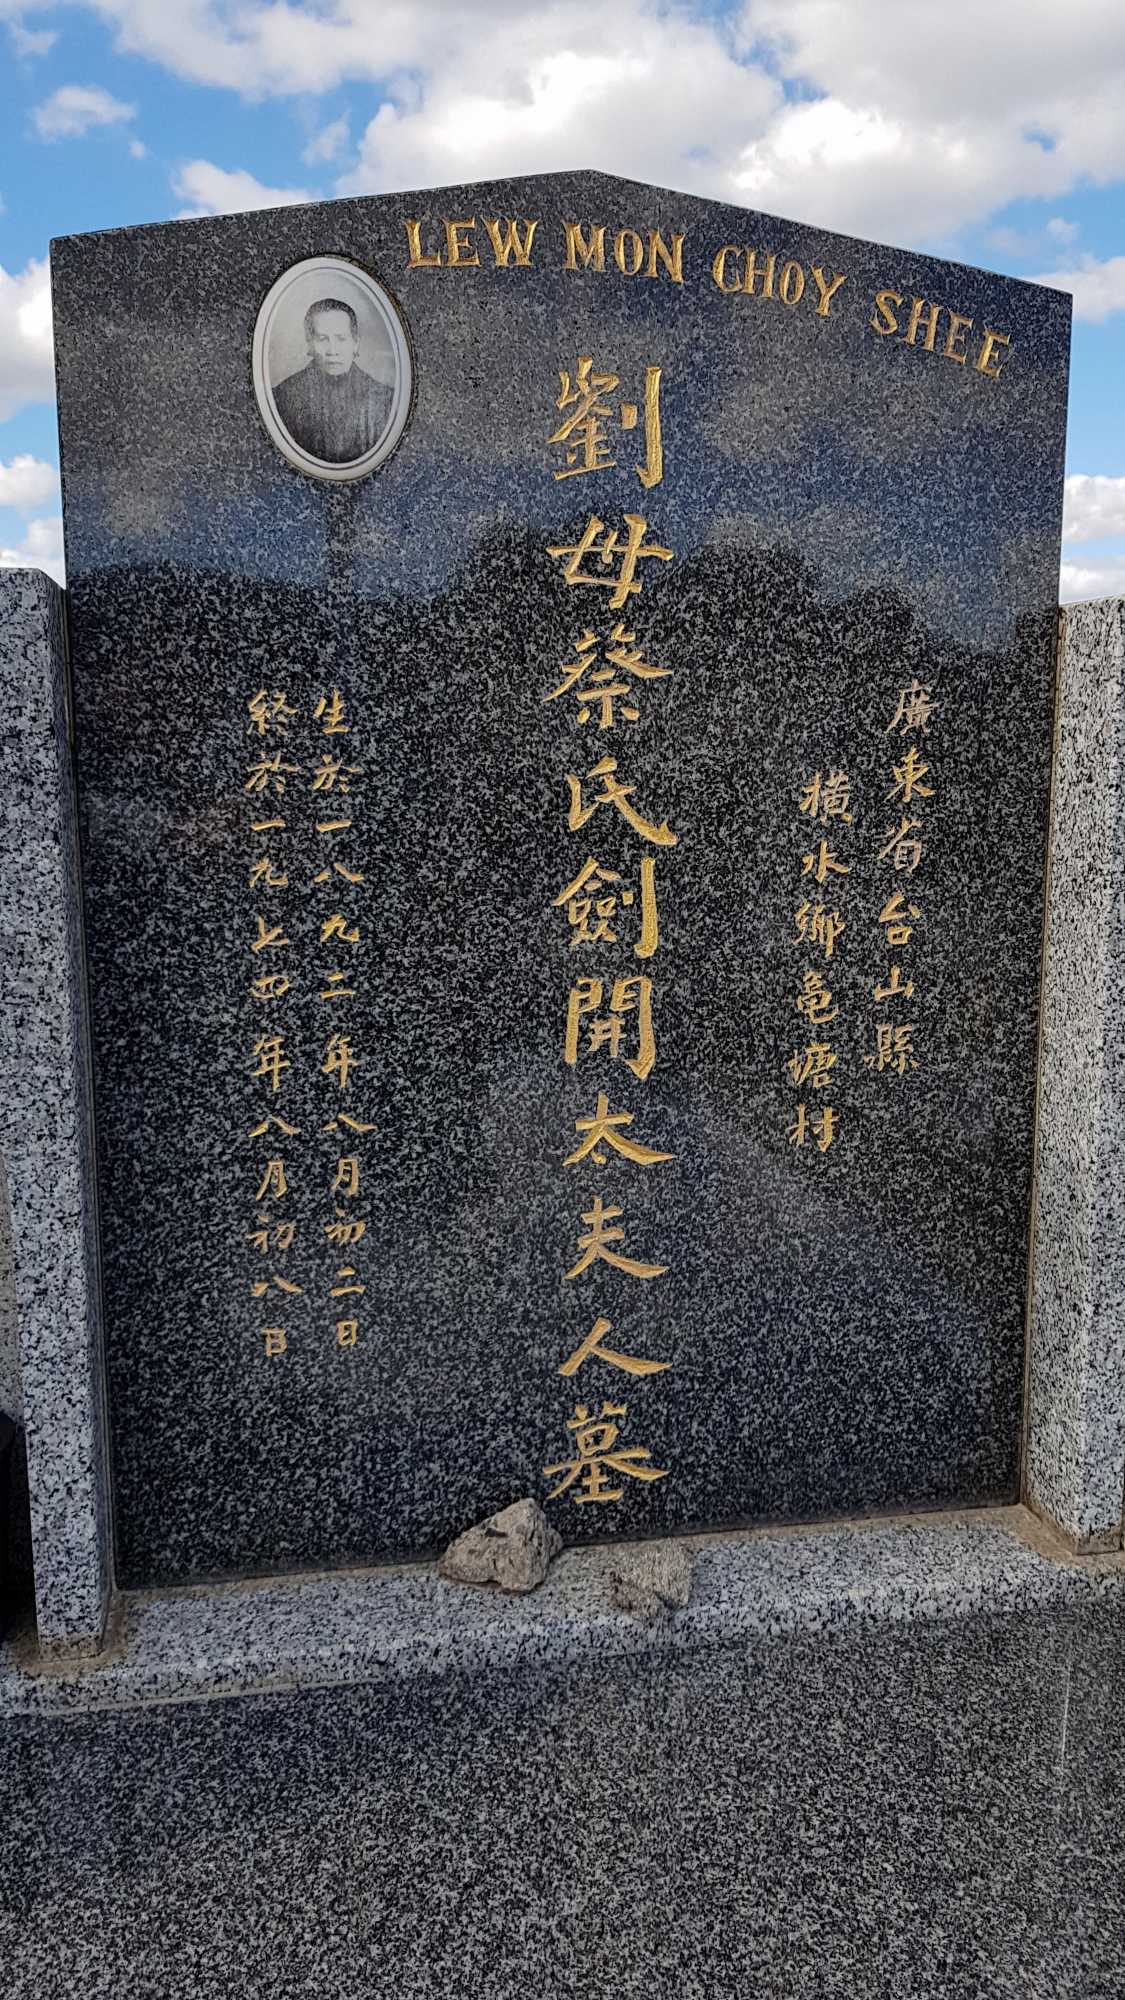 LEW MON CHOY SHEE
廣東省台山縣
橫水鄉龟塘村
劉母蔡氏劍開太夫人墓
生於一八九二年八月初二日
終於一九七四年八月初八日